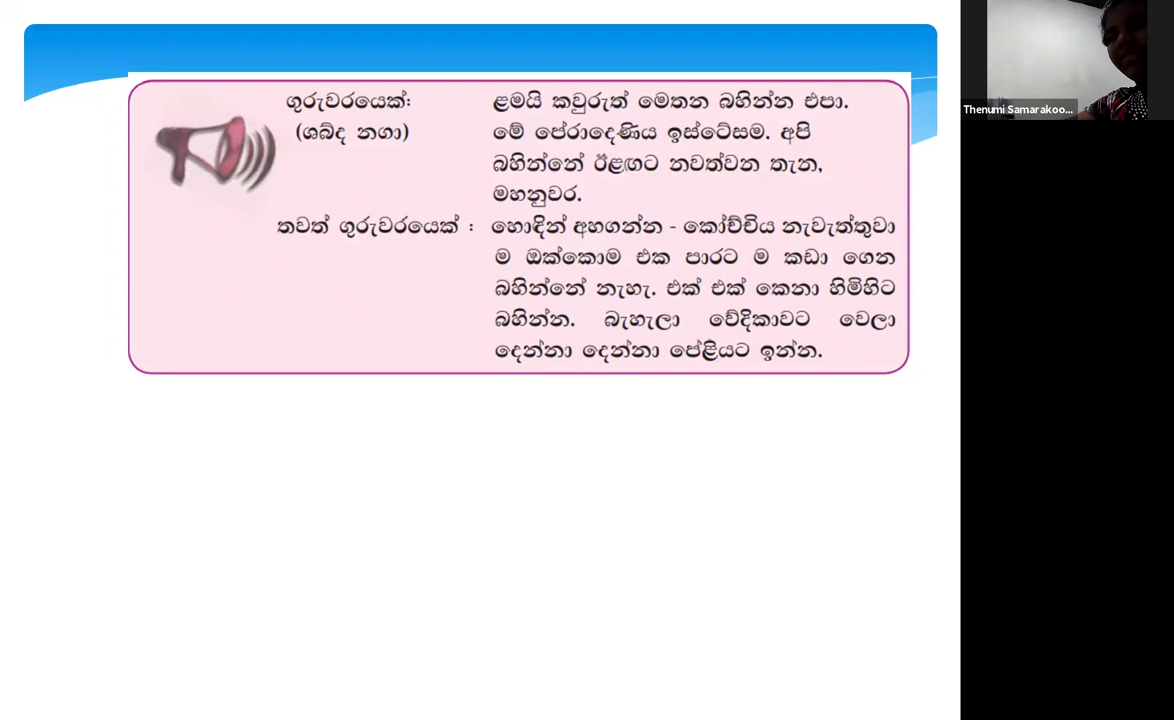 ගුරුවරයෙක්: ළමයි කවුරුත් මෙතන බහින්න එපා.
(ශබ්ද නගා) මේ පේරාදෙණිය ඉස්ටේසම. අපි
බහින්නේ ඊළඟට නවත්වන තැන,
මහනුවර.
තවත් ගුරුවරයෙක් : හොඳින් අහගන්න - කෝච්චිය නැවැත්තුවා
ම ඔක්කොම එක පාරට ම කඩා ගෙන
බහින්නේ නැහැ. එක් එක් කෙනා හිමිහිට
බහින්න. බැහැලා වේදිකාවට වෙලා
දෙන්නා දෙන්නා පේළියට ඉන්න.
Thenumi Samarakoo...